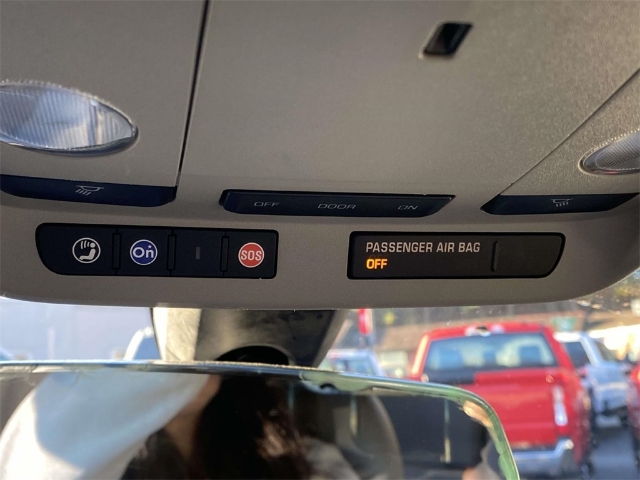 OFF DOOR ON
On SOS
PASSENGER AIR BAG
OFF